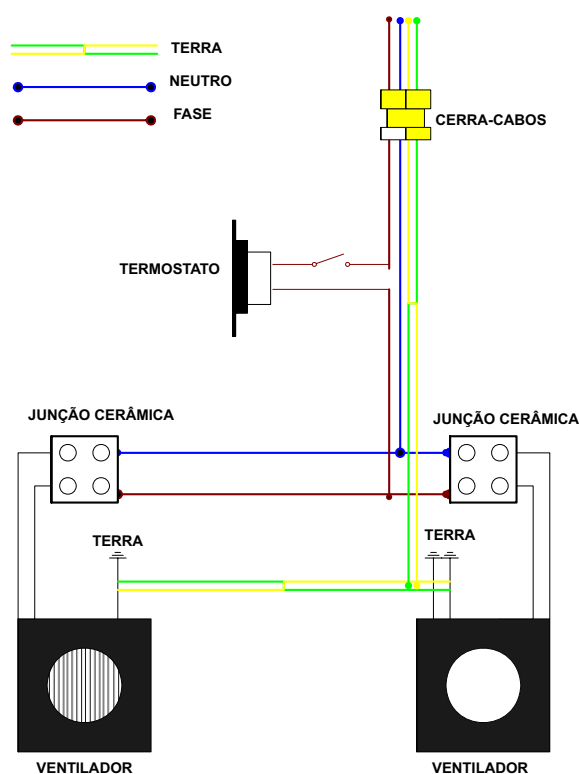 TERRA
NEUTRO
FASE
CERRA-CABOS
TERMOSTATO
JUNÇÃO CERÂMICA
JUNÇÃO CERÂMICA
TERRA
TERRA
VENTILADOR
VENTILADOR